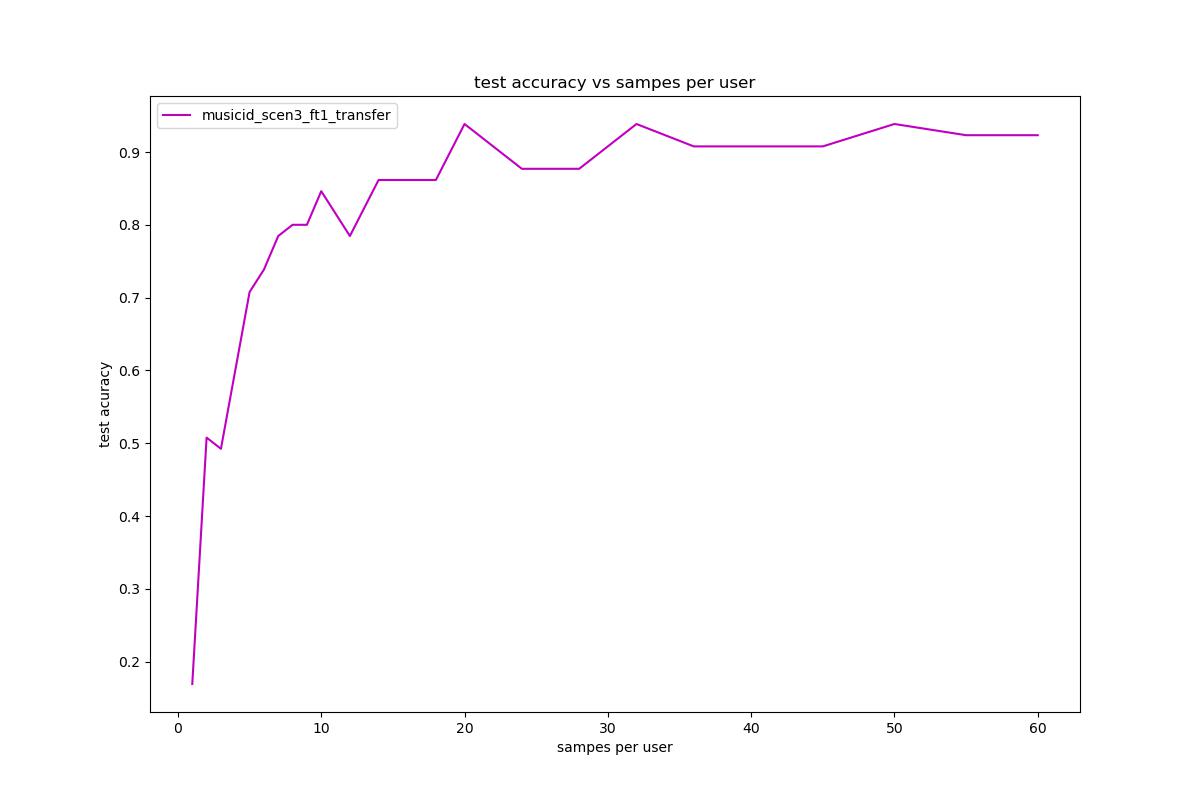 test accuracy vs sampes per user
musicid_scen3_ft1_transfer
test acuracy
0.9
0.8
0.7
0.6
0.5
0.4
0.3
0.2
0 10 20 30 40 50 60
sampes per user